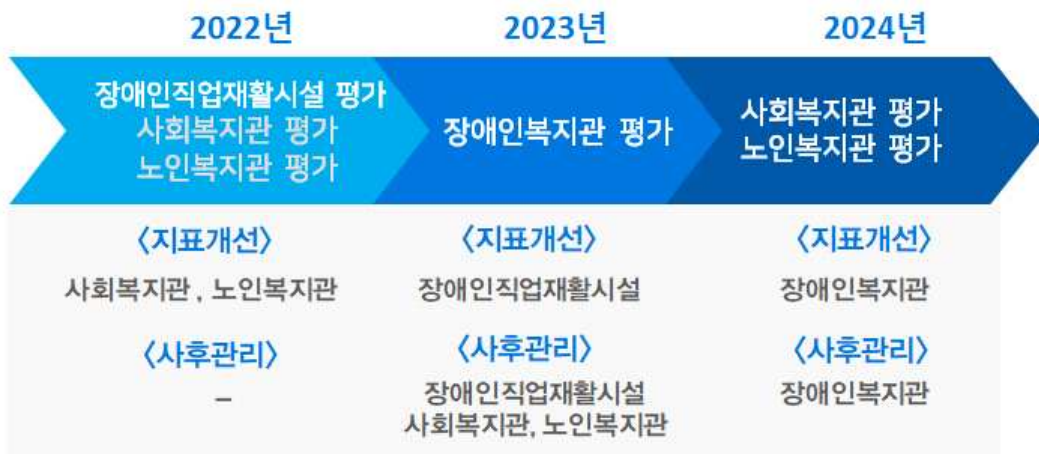 2022년
2023년
2024년
장애인직업재활시설 평가
사회복지관 평가
노인복지관 평가
장애인복지관 평가
사회복지관 평가
노인복지관 평가
<지표개선>
사회복지관, 노인복지관
<사후관리>
–
<지표개선>
장애인직업재활시설
<사후관리>
장애인직업재활시설
사회복지관, 노인복지관
<지표개선>
장애인복지관
<사후관리>
장애인복지관